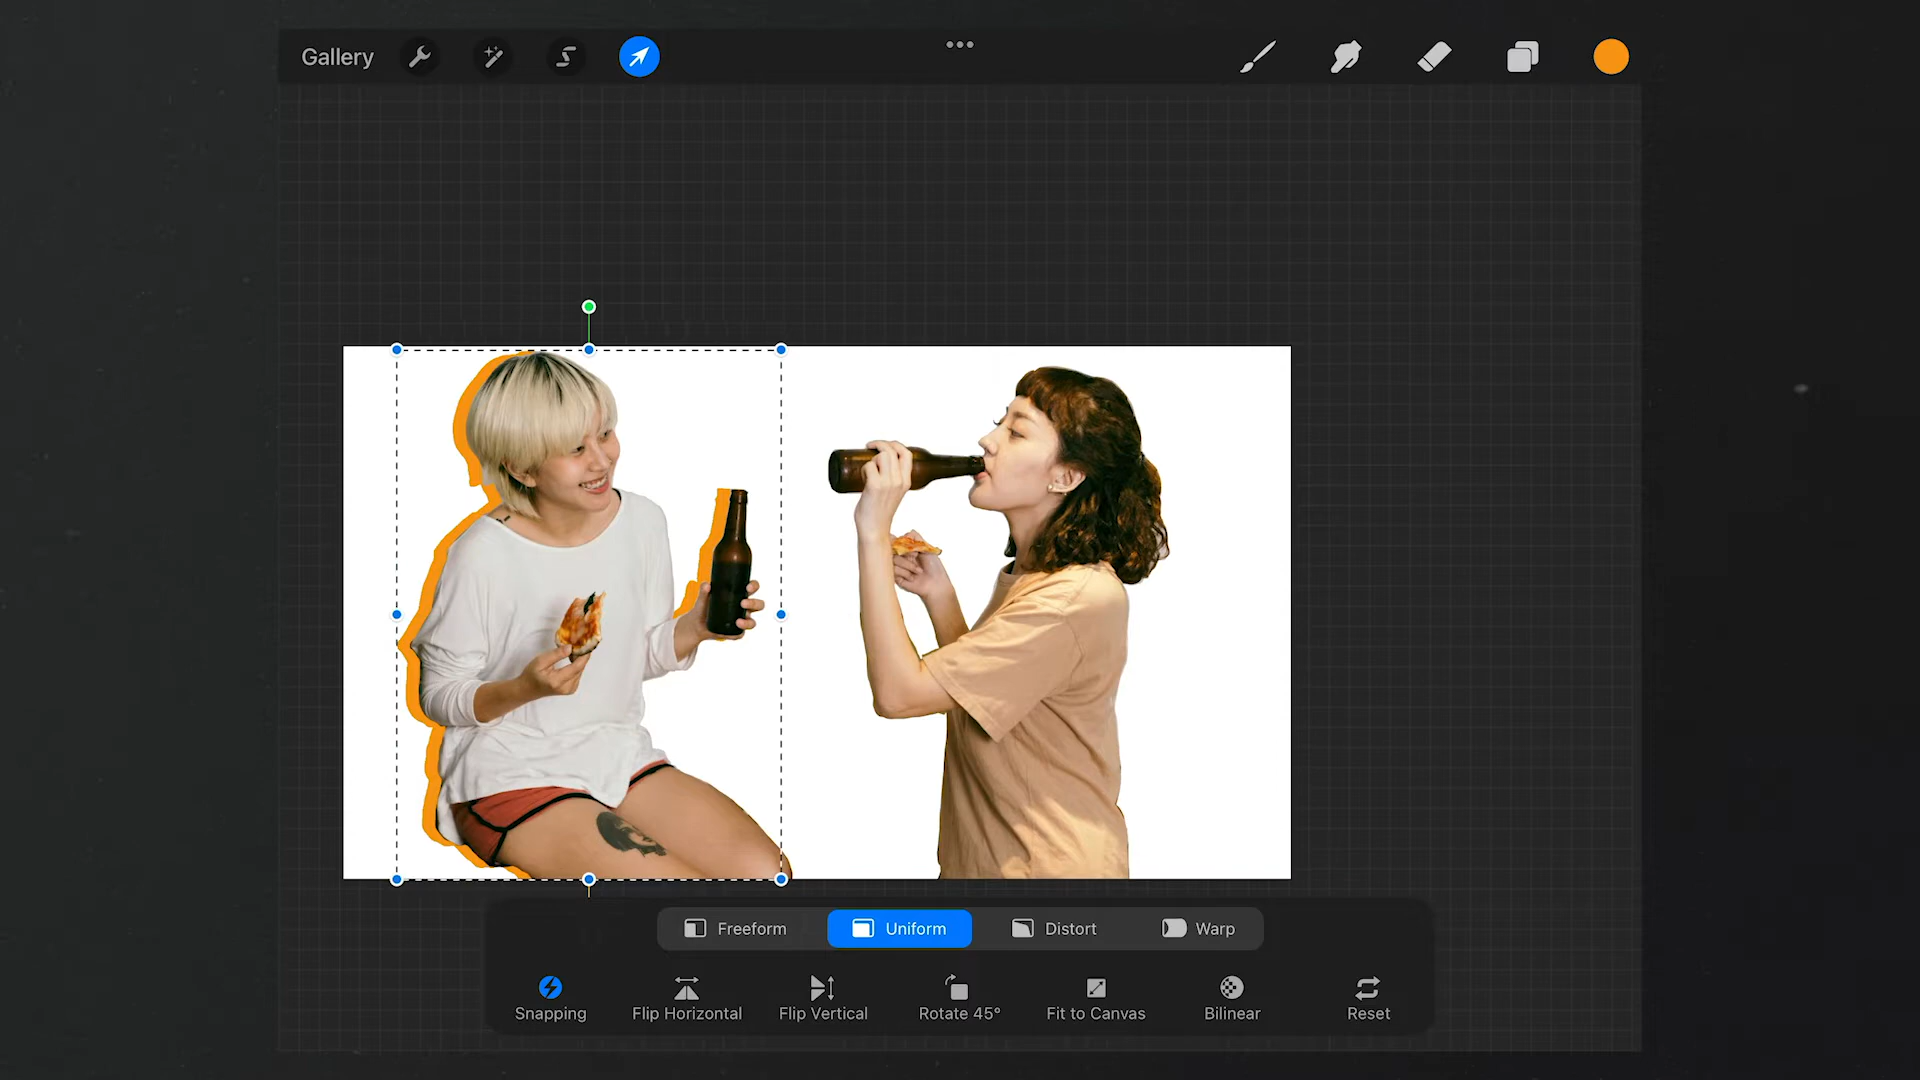 Gallery
Freeform
Uniform
Distort
Warp
Snapping
Flip Horizontal
Flip Vertical
Rotate 45°
Fit to Canvas
Bilinear
Reset